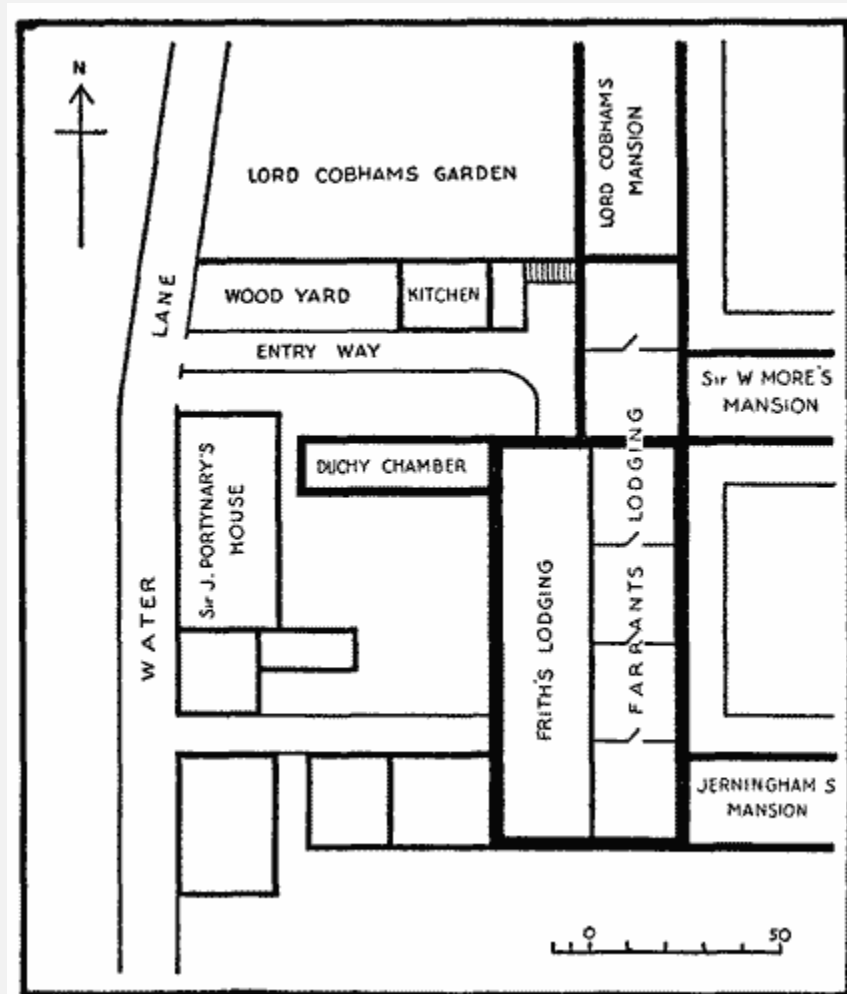 N
LORD COBHAMS
MANSION
LORD COBHAMS GARDEN
LANE
WOOD YARD
KITCHEN
ENTRY WAY
Sir W MORE'S
MANSION
DUCHY CHAMBER
Sir J. PORTYNARY'S
HOUSE
LODGING
FARRANTS
FRITH'S LODGING
WATER
JERNINGHAM S
MANSION
0 50